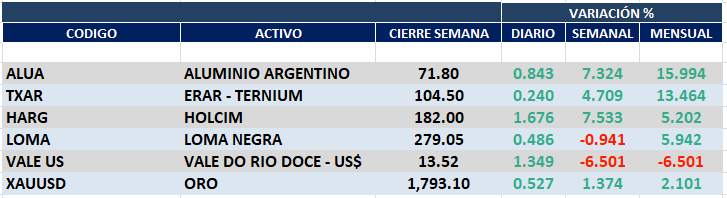 VARIACIÓN %
CODIGO ACTIVO CIERRE SEMANA DIARIO SEMANAL MENSUAL
ALUA ALUMINIO ARGENTINO 71.80 0.843 7.324 15.994
TXAR ERAR - TERNIUM 104.50 0.240 4.709 13.464
HARG HOLCIM 182.00 1.676 7.533 5.202
LOMA LOMA NEGRA 279.05 0.486 -0.941 5.942
VALE US VALE DO RIO DOCE - US$ 13.52 1.349 -6.501 -6.501
XAUUSD ORO 1,793.10 0.527 1.374 2.101